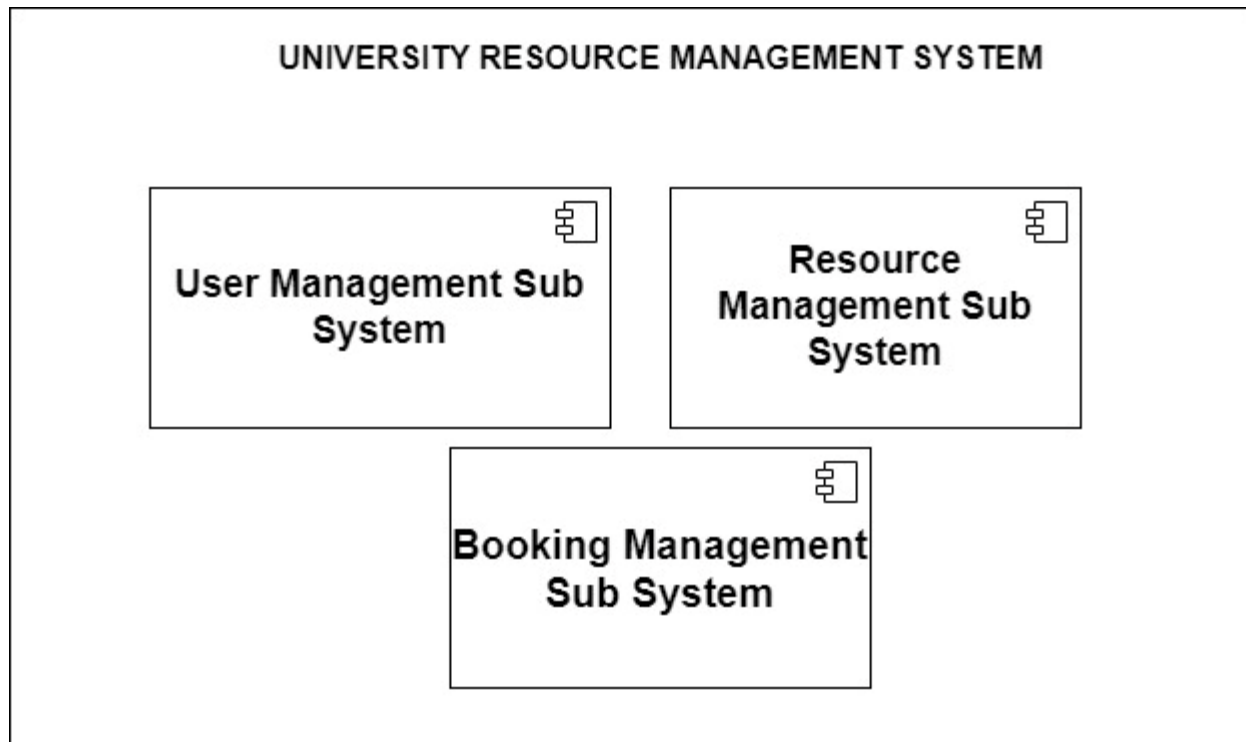 UNIVERSITY RESOURCE MANAGEMENT SYSTEM
User Management Sub
System
Resource
Management Sub
System
Booking Management
Sub System